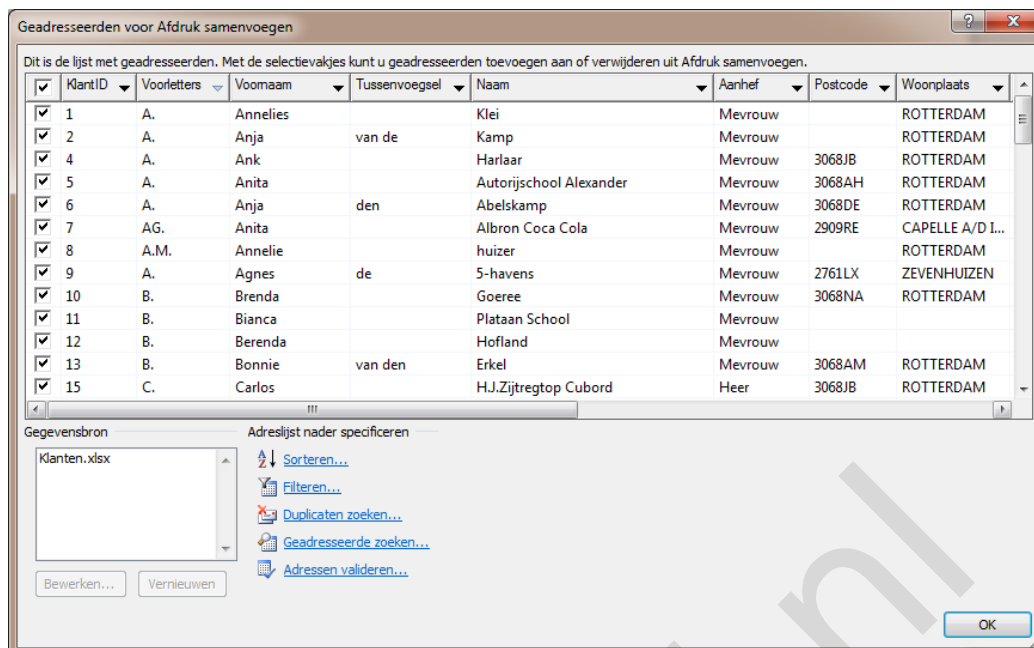 Geadresseerden voor Afdruk samenvoegen
Dit is de lijst met geadresseerden. Met de selectievakjes kunt u geadresseerden toevoegen aan of verwijderen uit Afdruk samenvoegen.
KlantID Voorletters Voornaam Tussenvoegsel Naam Aanhef Postcode Woonplaats
1 A. Annelies Klei Mevrouw ROTTERDAM
2 A. Anja van de Kamp Mevrouw ROTTERDAM
4 A. Ank Harlaar Mevrouw 3068JB ROTTERDAM
5 A. Anita Autorijschool Alexander Mevrouw 3068AH ROTTERDAM
6 A. Anja den Abelskamp Mevrouw 3068DE ROTTERDAM
7 AG. Anita Albron Coca Cola Mevrouw 2909RE CAPELLE A/D I...
8 A.M. Annelie huizer Mevrouw ROTTERDAM
9 A. Agnes de 5-havens Mevrouw 2761LX ZEVENHUIZEN
10 B. Brenda Goeree Mevrouw 3068NA ROTTERDAM
11 B. Bianca Plataan School Mevrouw
12 B. Berenda Hofland Mevrouw
13 B. Bonnie van den Erkel Mevrouw 3068AM ROTTERDAM
15 C. Carlos H.J.Zijtregtop Cubord Heer 3068JB ROTTERDAM
Gegevensbron Adreslijst nader specificeren
Klanten.xlsx
Sorteren...
Filteren...
Duplicaten zoeken...
Geadresseerde zoeken...
Adressen valideren...
Bewerken... Vernieuwen
OK
nl